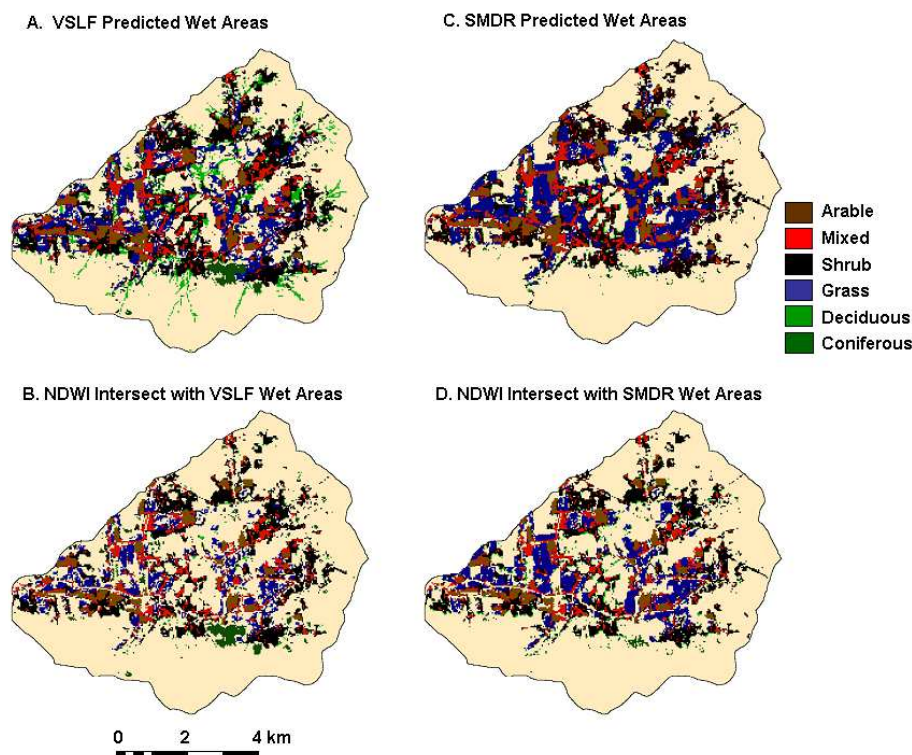 A. VSLF Predicted Wet Areas
C. SMDR Predicted Wet Areas
Arable
Mixed
Shrub
Grass
Deciduous
Coniferous
B. NDWI Intersect with VSLF Wet Areas
D. NDWI Intersect with SMDR Wet Areas
0 2 4 km